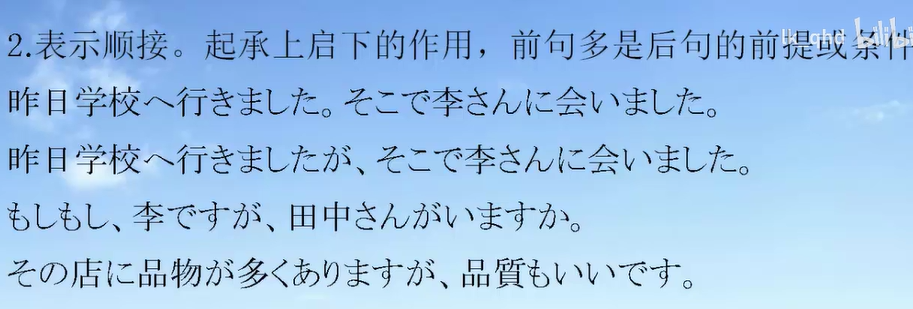 2.表示顺接。起承上启下的作用，前句多是后句的前提或条件
昨日学校へ行きました。そこで李さんに会いました。
昨日学校へ行きましたが、そこで李さんに会いました。
もしもし、李ですが、田中さんがいますか。
その店に品物が多くありますが、品質もいいです。